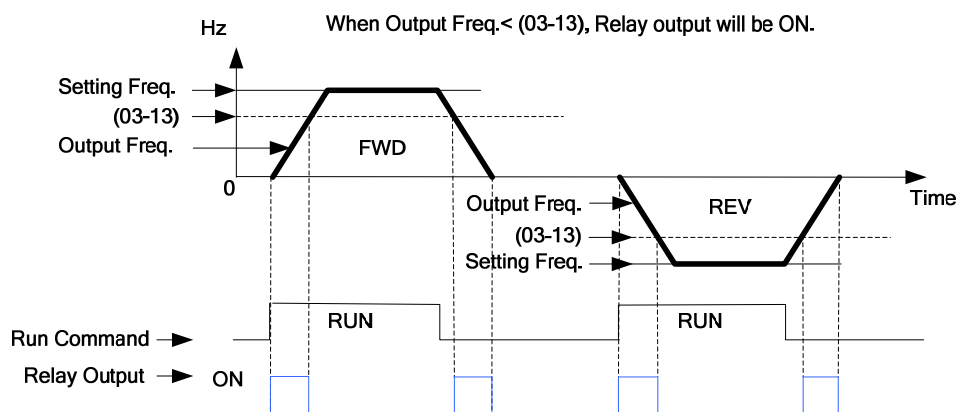 When Output Freq.< (03-13), Relay output will be ON.
Hz
Setting Freq.
(03-13)
Output Freq.
FWD
0
Time
Output Freq.
REV
(03-13)
Setting Freq.
RUN
RUN
Run Command
Relay Output
ON